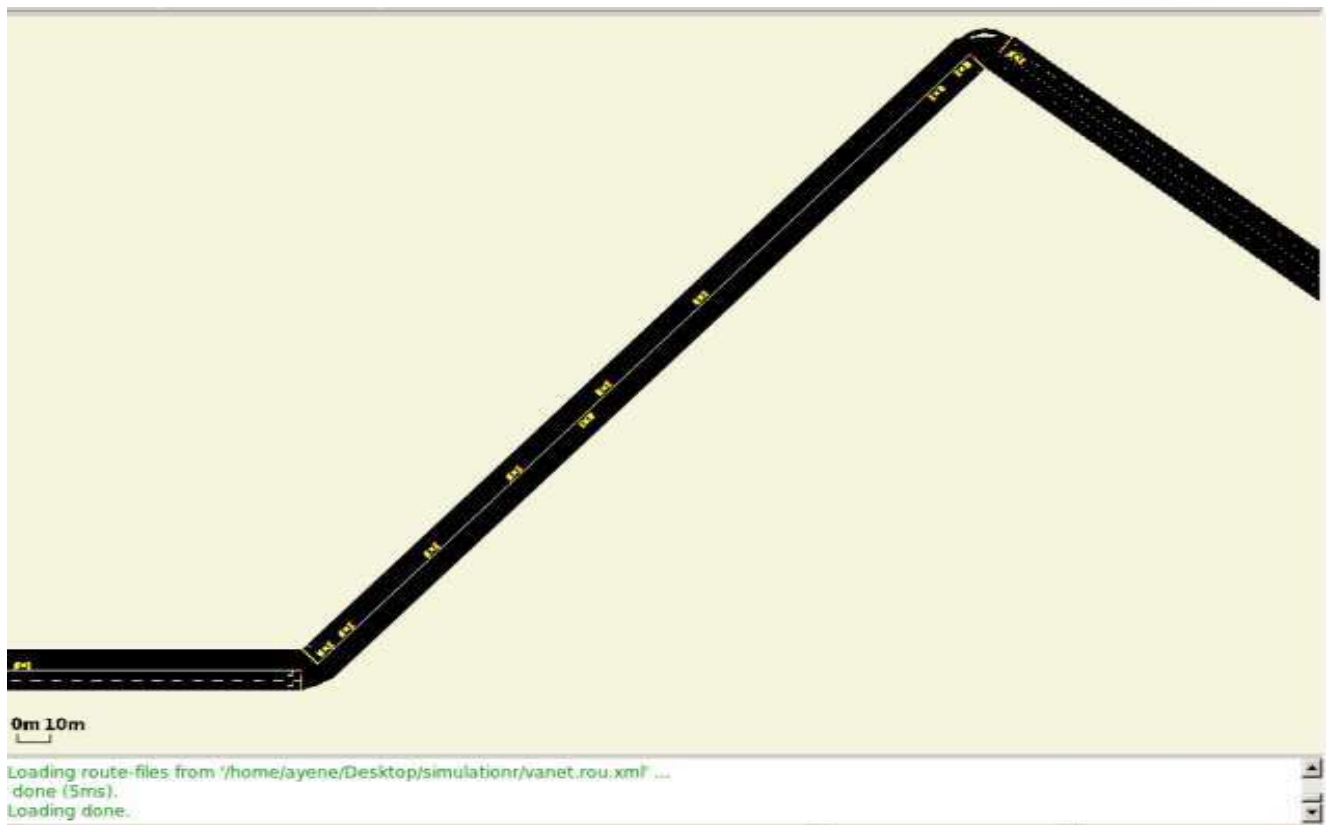 0m 10m
Loading route-files from '/home/ayene/Desktop/simulationr/vanet.rou.xml' ...
done (5ms).
Loading done.